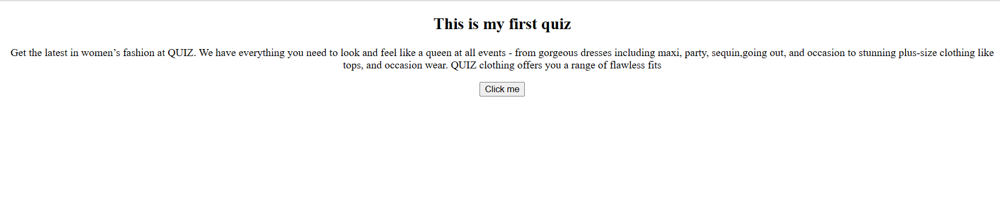 This is my first quiz
Get the latest in women’s fashion at QUIZ. We have everything you need to look and feel like a queen at all events - from gorgeous dresses including maxi, party, sequin,going out, and occasion to stunning plus-size clothing like
tops, and occasion wear. QUIZ clothing offers you a range of flawless fits
Click me